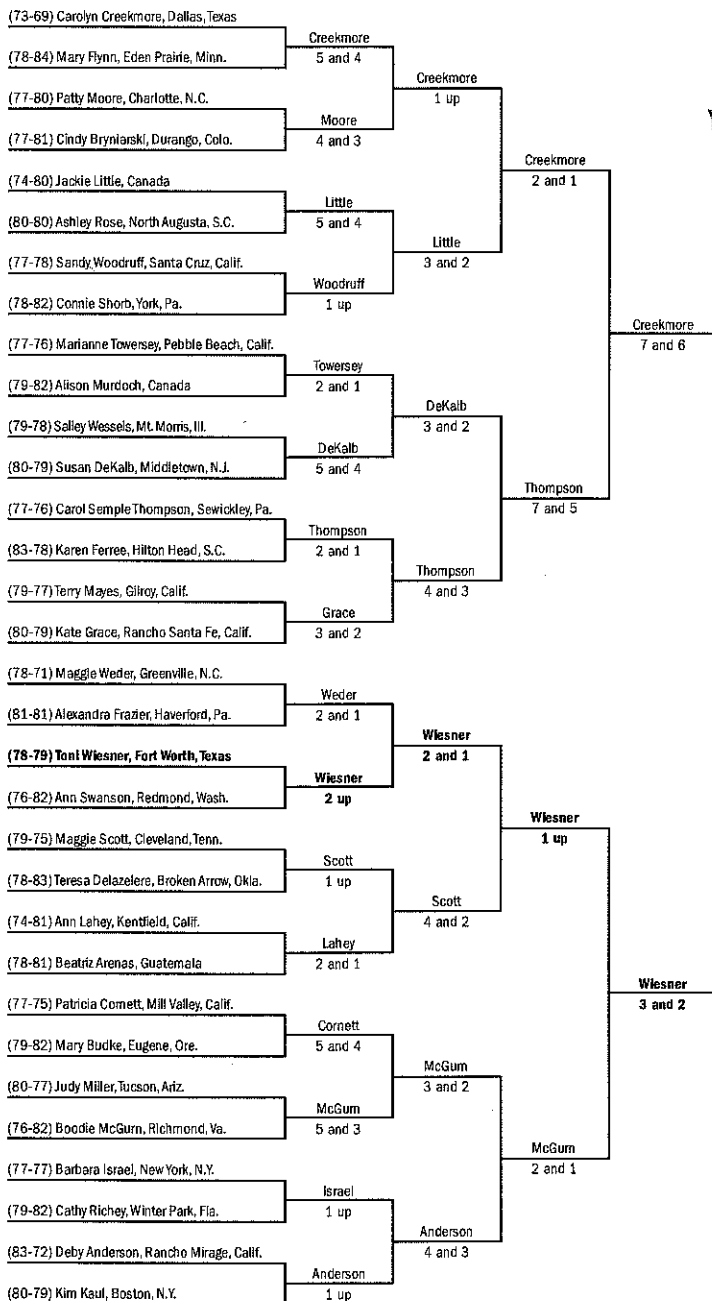 (73-69) Carolyn Creekmore, Dallas, Texas
(78-84) Mary Flynn, Eden Prairie, Minn.
(77-80) Patty Moore, Charlotte, N.C.
(77-81) Cindy Bryniarski, Durango, Colo.
(74-80) Jackie Little, Canada
(80-80) Ashley Rose, North Augusta, S.C.
(77-78) Sandy Woodruff, Santa Cruz, Calif.
(78-82) Connie Shorb, York, Pa.
(77-76) Marianne Towersey, Pebble Beach, Calif.
(79-82) Alison Murdoch, Canada
(79-78) Salley Wessels, Mt. Morris, Ill.
(80-79) Susan DeKalb, Middletown, N.J.
(77-76) Carol Semple Thompson, Sewickley, Pa.
(83-78) Karen Ferree, Hilton Head, S.C.
(79-77) Terry Mayes, Gilroy, Calif.
(80-79) Kate Grace, Rancho Santa Fe, Calif.
(78-71) Maggie Weder, Greenville, N.C.
(81-81) Alexandra Frazier, Haverford, Pa.
(78-79) Toni Wiesner, Fort Worth, Texas
(76-82) Ann Swanson, Redmond, Wash.
(79-75) Maggie Scott, Cleveland, Tenn.
(78-83) Teresa Delazelere, Broken Arrow, Okla.
(74-81) Ann Lahey, Kentfield, Calif.
(78-81) Beatriz Arenas, Guatemala
(77-75) Patricia Cornett, Mill Valley, Calif.
(79-82) Mary Budke, Eugene, Ore.
(80-77) Judy Miller, Tucson, Ariz.
(76-82) Boodie McGurn, Richmond, Va.
(77-77) Barbara Israel, New York, N.Y.
(79-82) Cathy Richey, Winter Park, Fla.
(83-72) Deby Anderson, Rancho Mirage, Calif.
(80-79) Kim Kaul, Boston, N.Y.
Creekmore
5 and 4
Moore
4 and 3
Little
5 and 4
Woodruff
1 up
Towersey
2 and 1
DeKalb
5 and 4
Thompson
2 and 1
Grace
3 and 2
Weder
2 and 1
Wiesner
2 up
Scott
1 up
Lahey
2 and 1
Cornett
5 and 4
McGurn
5 and 3
Israel
1 up
Anderson
1 up
Creekmore
1 up
Little
3 and 2
DeKalb
3 and 2
Thompson
4 and 3
Wiesner
2 and 1
Scott
4 and 2
McGurn
3 and 2
Anderson
4 and 3
Creekmore
2 and 1
Thompson
7 and 5
Wiesner
1 up
McGurn
2 and 1
Creekmore
7 and 6
Wiesner
3 and 2